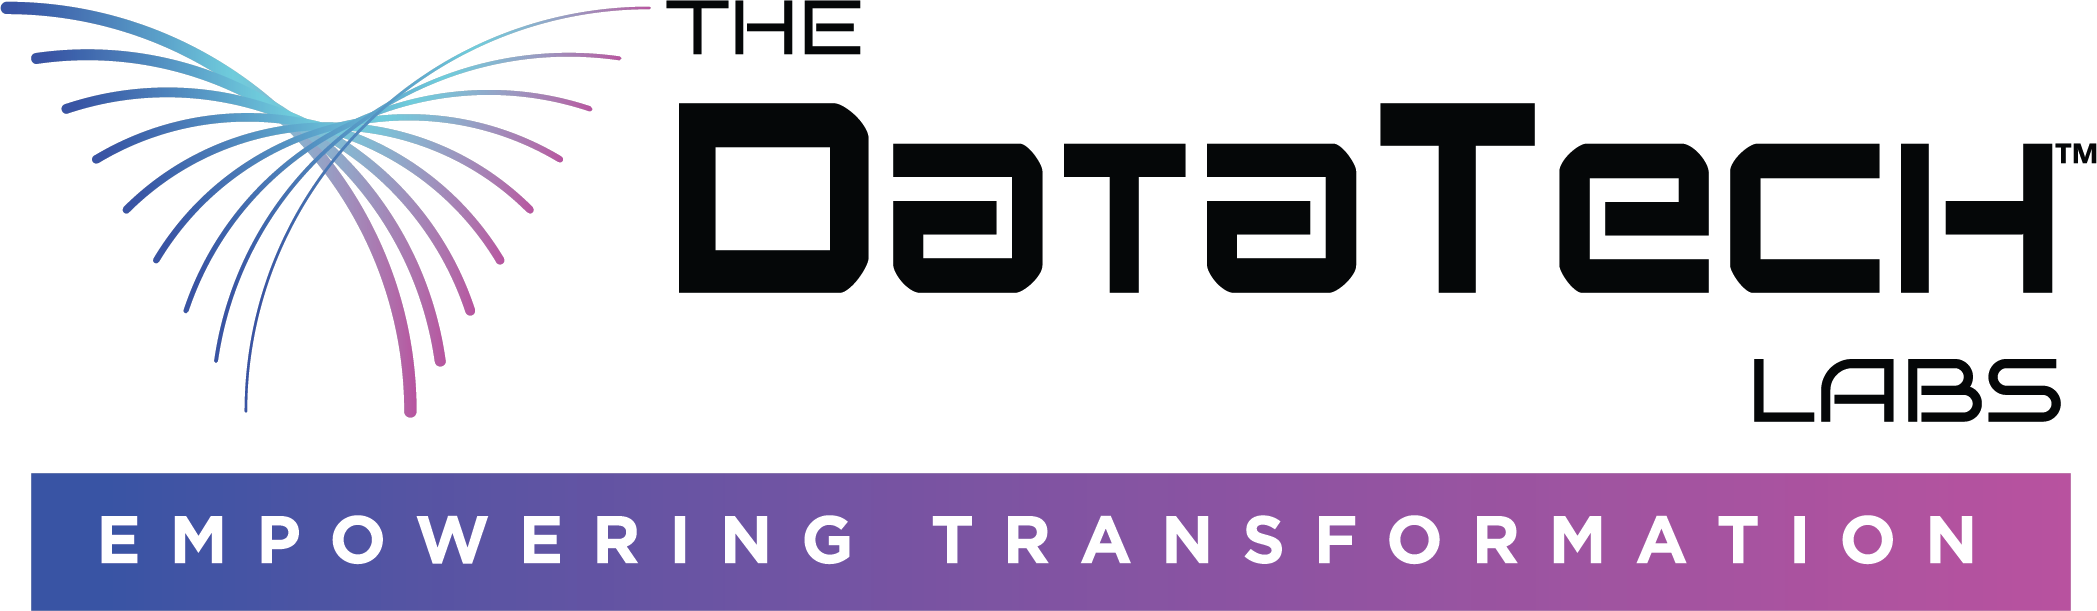 THE
DataTech™
LABS
EMPOWERING TRANSFORMATION